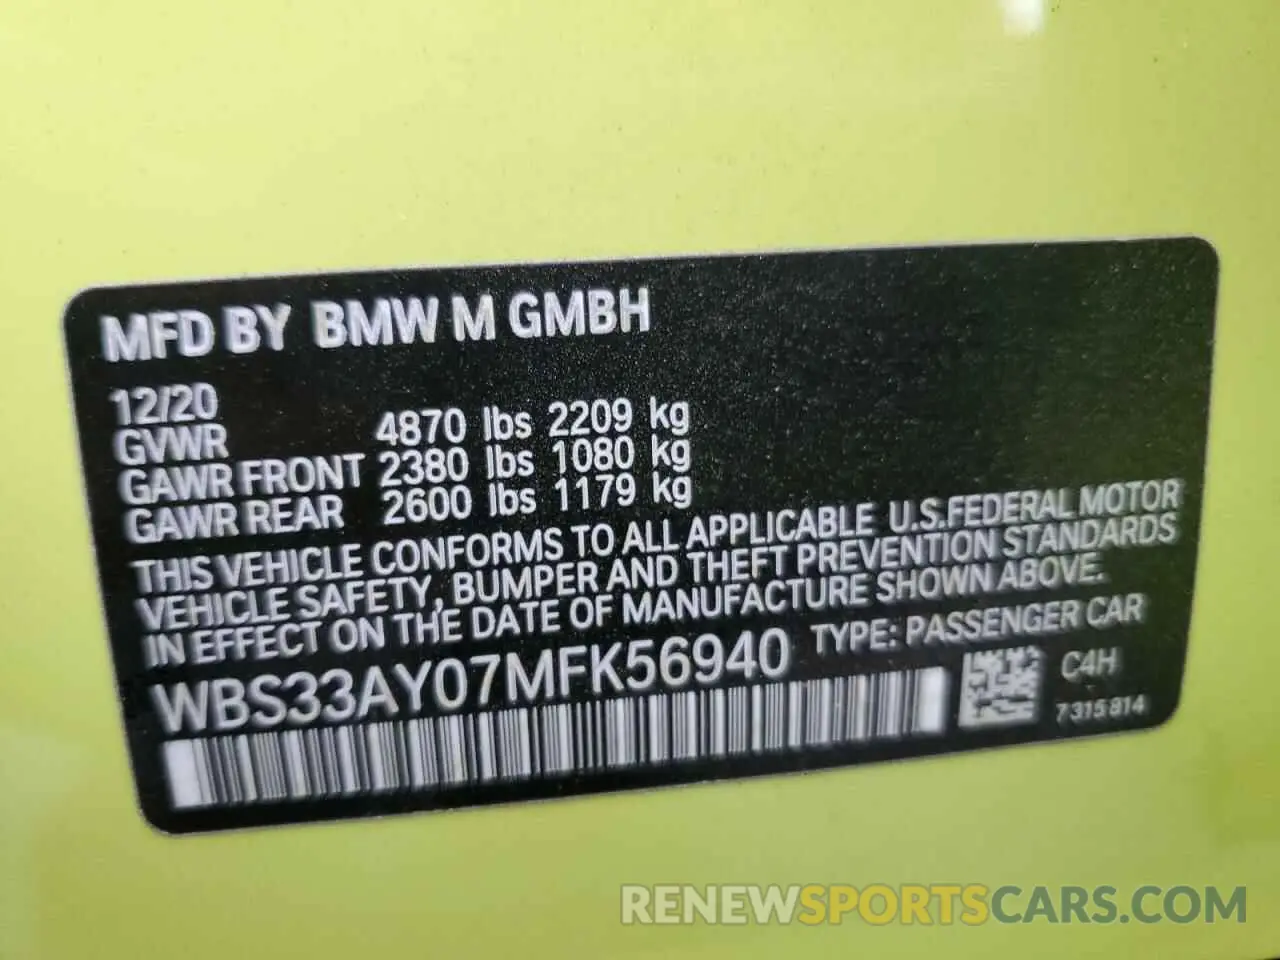 MFD BY BMW M GMBH
12/20
GVWR 4870 lbs 2209 kg
GAWR FRONT 2380 lbs 1080 kg
GAWR REAR 2600 lbs 1179 kg
THIS VEHICLE CONFORMS TO ALL APPLICABLE U.S.FEDERAL MOTOR
VEHICLE SAFETY, BUMPER AND THEFT PREVENTION STANDARDS
IN EFFECT ON THE DATE OF MANUFACTURE SHOWN ABOVE.
WBS33AY07MFK56940 TYPE: PASSENGER CAR
C4H
7315814
RENEWSPORTSCARS.COM